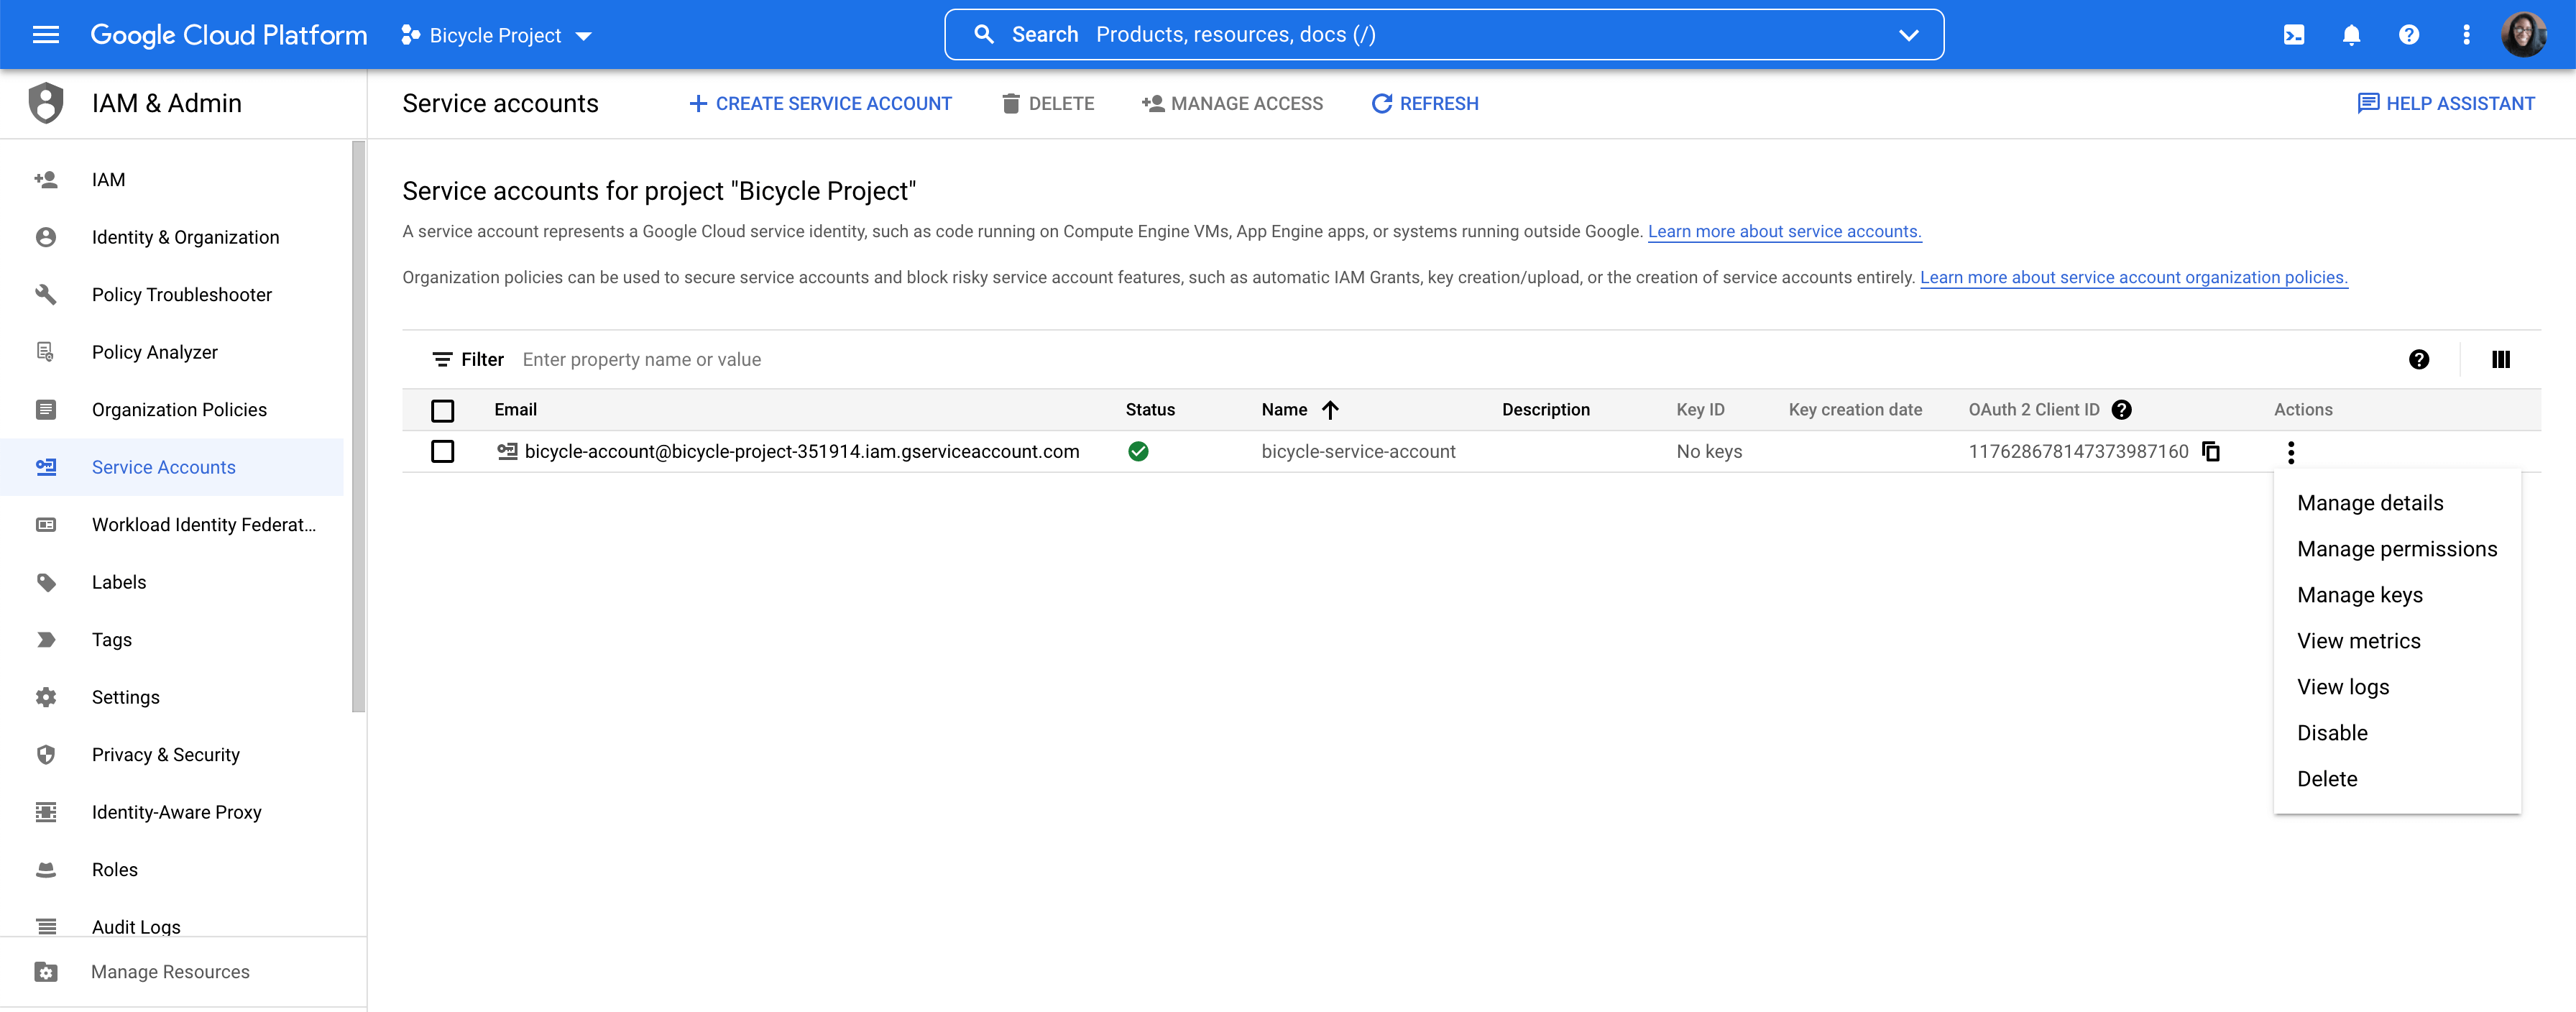 Google Cloud Platform
Bicycle Project
Search Products, resources, docs (/)
IAM & Admin
Service accounts
CREATE SERVICE ACCOUNT
DELETE
MANAGE ACCESS
REFRESH
HELP ASSISTANT
IAM
Identity & Organization
Policy Troubleshooter
Policy Analyzer
Organization Policies
Service Accounts
Workload Identity Federat...
Labels
Tags
Settings
Privacy & Security
Identity-Aware Proxy
Roles
Audit Logs
Manage Resources
Service accounts for project "Bicycle Project"
A service account represents a Google Cloud service identity, such as code running on Compute Engine VMs, App Engine apps, or systems running outside Google. Learn more about service accounts.
Organization policies can be used to secure service accounts and block risky service account features, such as automatic IAM Grants, key creation/upload, or the creation of service accounts entirely. Learn more about service account organization policies.
Filter Enter property name or value
Email Status Name Description Key ID Key creation date OAuth 2 Client ID Actions
bicycle-account@bicycle-project-351914.iam.gserviceaccount.com bicycle-service-account No keys 117628678147373987160
Manage details
Manage permissions
Manage keys
View metrics
View logs
Disable
Delete